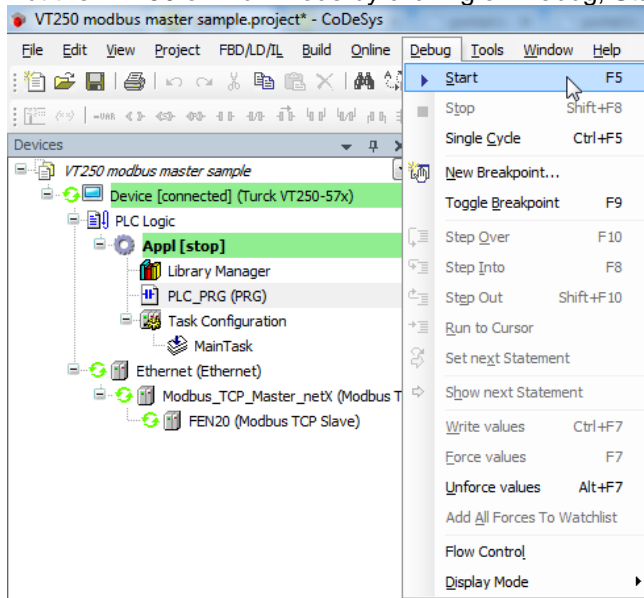 VT250 modbus master sample.project* - CoDeSys
File Edit View Project FBD/LD/IL Build Online Debug Tools Window Help
Devices
VT250 modbus master sample
Device [connected] (Turck VT250-57x)
PLC Logic
Appl [stop]
Library Manager
PLC_PRG (PRG)
Task Configuration
MainTask
Ethernet (Ethernet)
Modbus_TCP_Master_netX (Modbus T
FEN20 (Modbus TCP Slave)
Start F5
Stop Shift+F8
Single Cycle Ctrl+F5
New Breakpoint...
Toggle Breakpoint F9
Step Over F10
Step Into F8
Step Out Shift+F10
Run to Cursor
Set next Statement
Show next Statement
Write values Ctrl+F7
Force values F7
Unforce values Alt+F7
Add All Forces To Watchlist
Flow Control
Display Mode